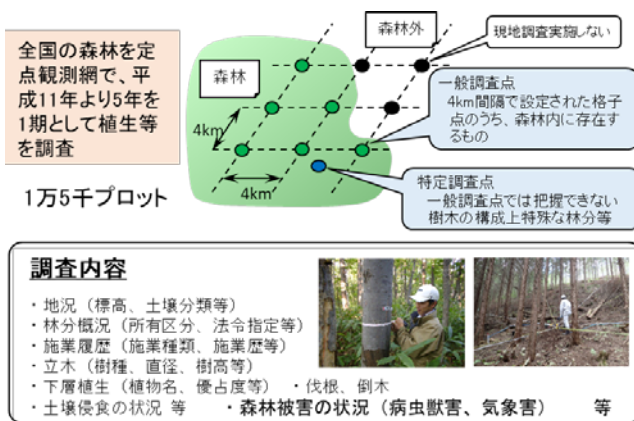 全国の森林を定
点観測網で、平
成11年より5年を
1期として植生等
を調査
1万5千プロット
森林外
森林
4km
4km
現地調査実施しない
一般調査点
4km間隔で設定された格子
点のうち、森林内に存在す
るもの
特定調査点
一般調査点では把握できない
樹木の構成上特殊な林分等
調査内容
・地況（標高、土壌分類等）
・林分概況（所有区分、法令指定等）
・施業履歴（施業種類、施業歴等）
・立木（樹種、直径、樹高等）
・下層植生（植物名、優占度等）　・伐根、倒木
・土壌侵食の状況 等　・森林被害の状況（病虫獣害、気象害）　等